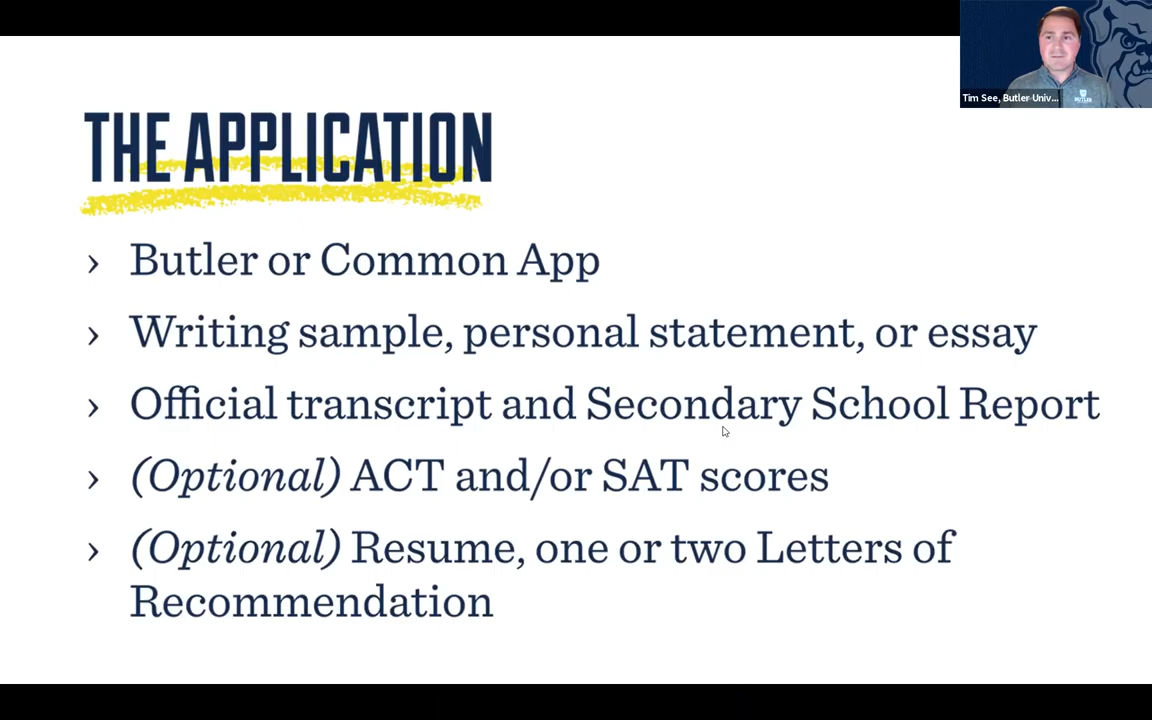 THE APPLICATION
› Butler or Common App
› Writing sample, personal statement, or essay
› Official transcript and Secondary School Report
› (Optional) ACT and/or SAT scores
› (Optional) Resume, one or two Letters of
Recommendation
Tim See, Butler Univ...
BUTLER